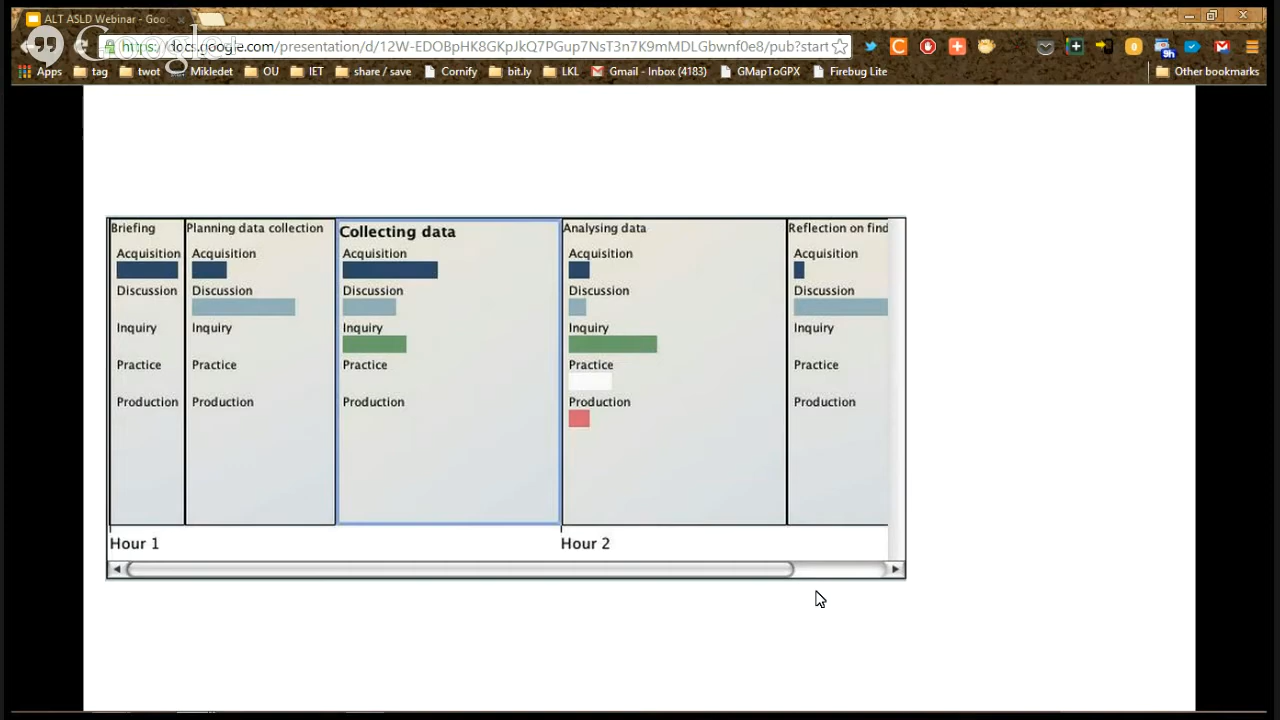 ALT ASLD Webinar - Goo
Google+
https://docs.google.com/presentation/d/12W-EDOBpHK8GKpJkQ7PGup7NsT3n7K9mMDLGbwnf0e8/pub?start
9h
Apps tag twot Mikledet OU IET share / save Cornify bit.ly LKL Gmail - Inbox (4183) GMapToGPX Firebug Lite Other bookmarks
Briefing
Acquisition
Discussion
Inquiry
Practice
Production
Planning data collection
Acquisition
Discussion
Inquiry
Practice
Production
Collecting data
Acquisition
Discussion
Inquiry
Practice
Production
Analysing data
Acquisition
Discussion
Inquiry
Practice
Production
Reflection on find
Acquisition
Discussion
Inquiry
Practice
Production
Hour 1
Hour 2